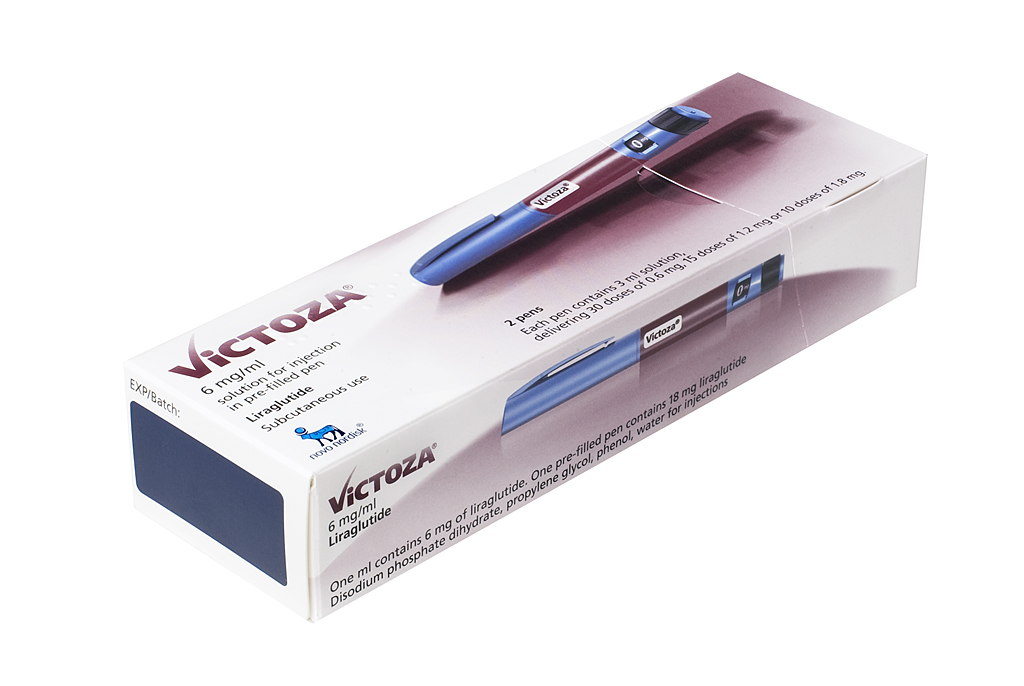 VICTOZA®
6 mg/ml
solution for injection
in pre-filled pen
Liraglutide
Subcutaneous use
novo nordisk®
Victoza®
0
2 pens
Each pen contains 3 ml solution,
delivering 30 doses of 0.6 mg, 15 doses of 1.2 mg or 10 doses of 1.8 mg.
EXP/Batch:
VICTOZA®
6 mg/ml
Liraglutide
Victoza®
0
One ml contains 6 mg of liraglutide. One pre-filled pen contains 18 mg liraglutide
Disodium phosphate dihydrate, propylene glycol, phenol, water for injections